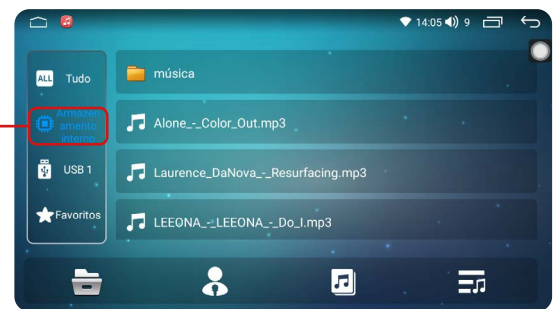 14:05 9
ALL Tudo
música
Armazen
amento
interno
Alone_-_Color_Out.mp3
USB 1
Laurence_DaNova_-_Resurfacing.mp3
Favoritos
LEEONA_-_LEEONA_-_Do_I.mp3